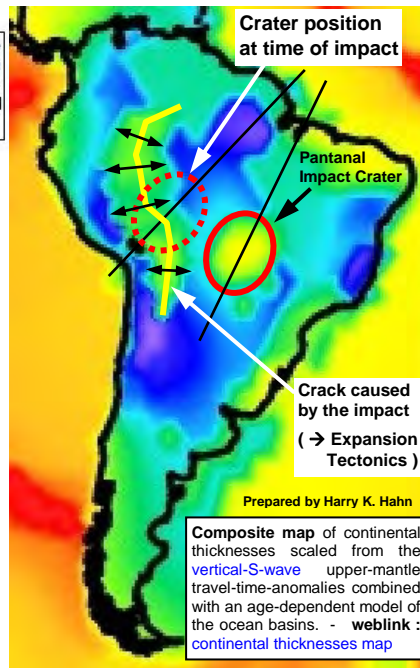 Crater position
at time of impact
Pantanal
Impact Crater
Crack caused
by the impact
( → Expansion
Tectonics )
Prepared by Harry K. Hahn
Composite map of continental
thicknesses scaled from the
vertical-S-wave upper-mantle
travel-time-anomalies combined
with an age-dependent model of
the ocean basins. - weblink :
continental thicknesses map